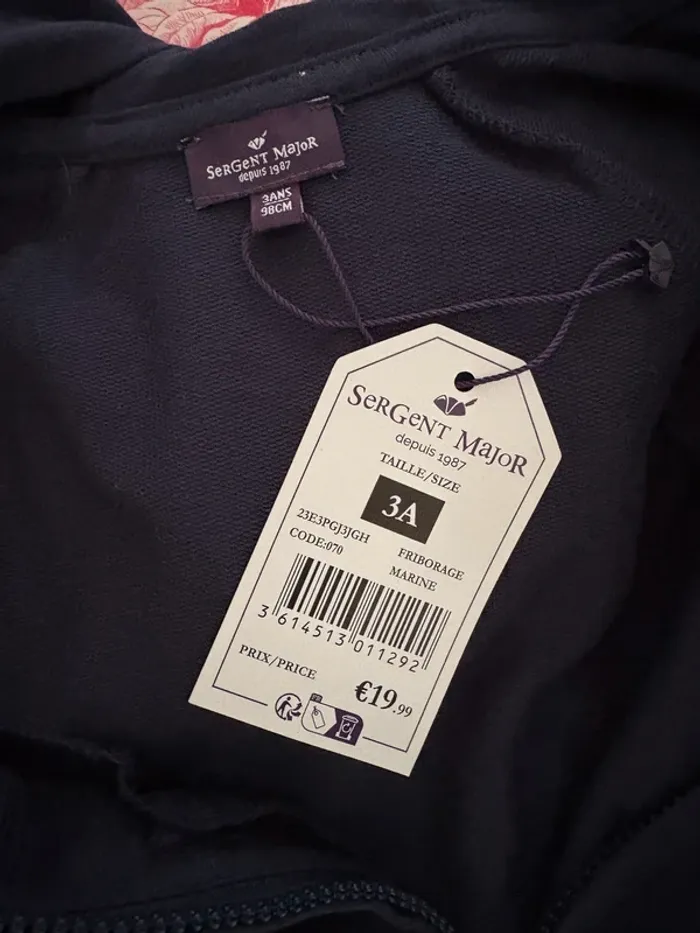 SeRGeNT MaJoR
depuis 1987
3ANS
98CM
SeRGeNT MaJoR
depuis 1987
TAILLE/SIZE
3A
23E3PGJ3JGH
CODE:070
FRIBORAGE
MARINE
3 614513 011292
PRIX/PRICE
€19.99